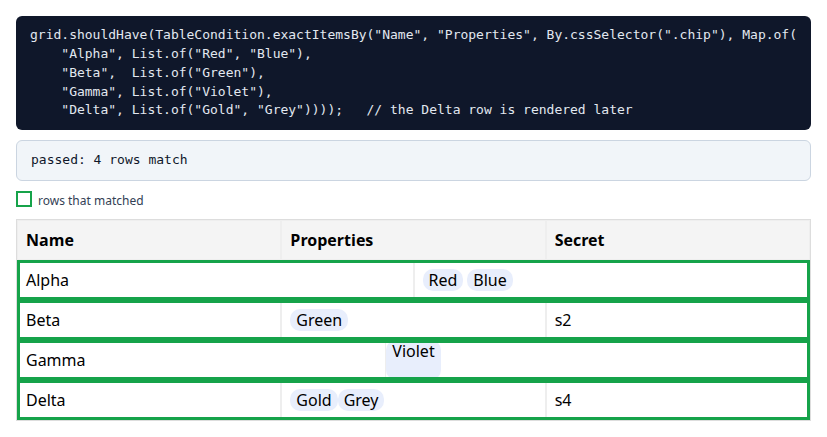 grid.shouldHave(TableCondition.exactItemsBy("Name", "Properties", By.cssSelector(".chip"), Map.of(
    "Alpha", List.of("Red", "Blue"),
    "Beta",  List.of("Green"),
    "Gamma", List.of("Violet"),
    "Delta", List.of("Gold", "Grey"))));   // the Delta row is rendered later
passed: 4 rows match
rows that matched
Name Properties Secret
Alpha Red Blue
Beta Green s2
Gamma Violet
Delta Gold Grey s4